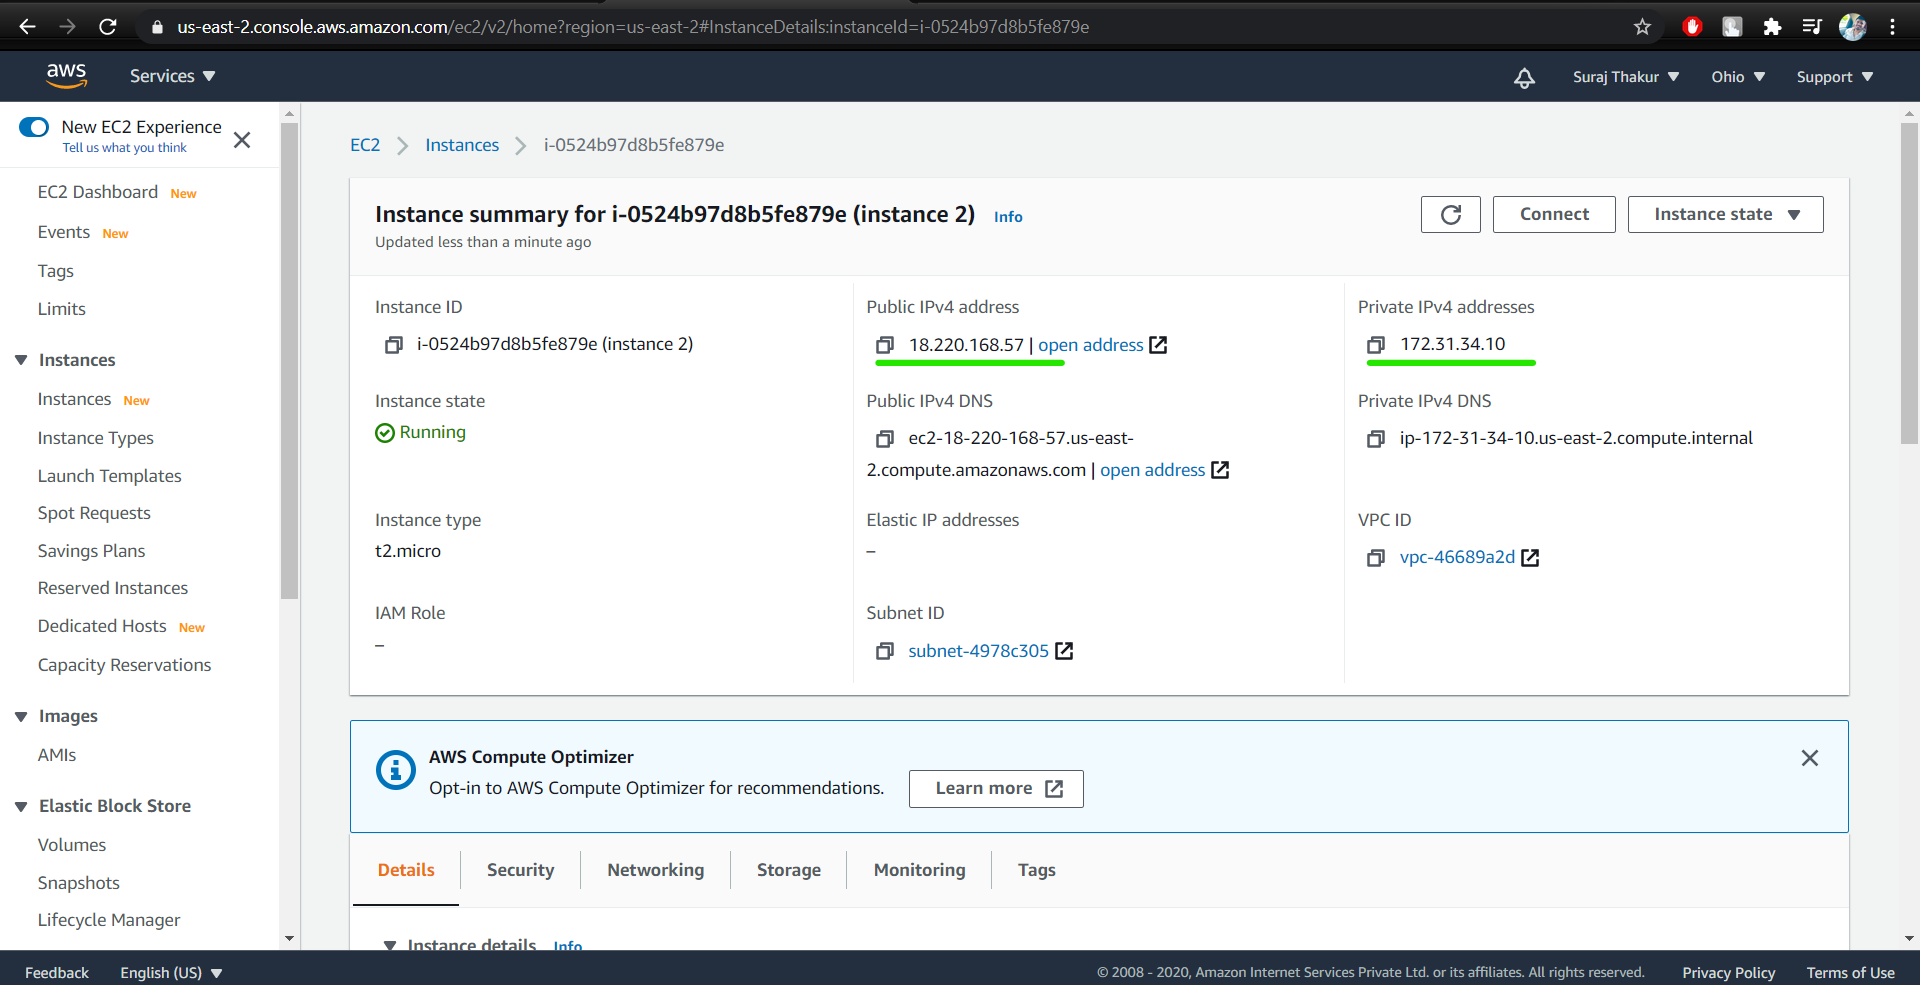 us-east-2.console.aws.amazon.com/ec2/v2/home?region=us-east-2#InstanceDetails:instanceId=i-0524b97d8b5fe879e
aws Services Suraj Thakur Ohio Support
New EC2 Experience
Tell us what you think
EC2 Dashboard New
Events New
Tags
Limits
Instances
Instances New
Instance Types
Launch Templates
Spot Requests
Savings Plans
Reserved Instances
Dedicated Hosts New
Capacity Reservations
Images
AMIs
Elastic Block Store
Volumes
Snapshots
Lifecycle Manager
EC2 Instances i-0524b97d8b5fe879e
Instance summary for i-0524b97d8b5fe879e (instance 2) Info
Updated less than a minute ago
Connect
Instance state
Instance ID
i-0524b97d8b5fe879e (instance 2)
Public IPv4 address
18.220.168.57 | open address
Private IPv4 addresses
172.31.34.10
Instance state
Running
Public IPv4 DNS
ec2-18-220-168-57.us-east-
2.compute.amazonaws.com | open address
Private IPv4 DNS
ip-172-31-34-10.us-east-2.compute.internal
Instance type
t2.micro
Elastic IP addresses
–
VPC ID
vpc-46689a2d
IAM Role
–
Subnet ID
subnet-4978c305
AWS Compute Optimizer
Opt-in to AWS Compute Optimizer for recommendations.
Learn more
Details Security Networking Storage Monitoring Tags
Instance details Info
Feedback English (US) © 2008 - 2020, Amazon Internet Services Private Ltd. or its affiliates. All rights reserved. Privacy Policy Terms of Use